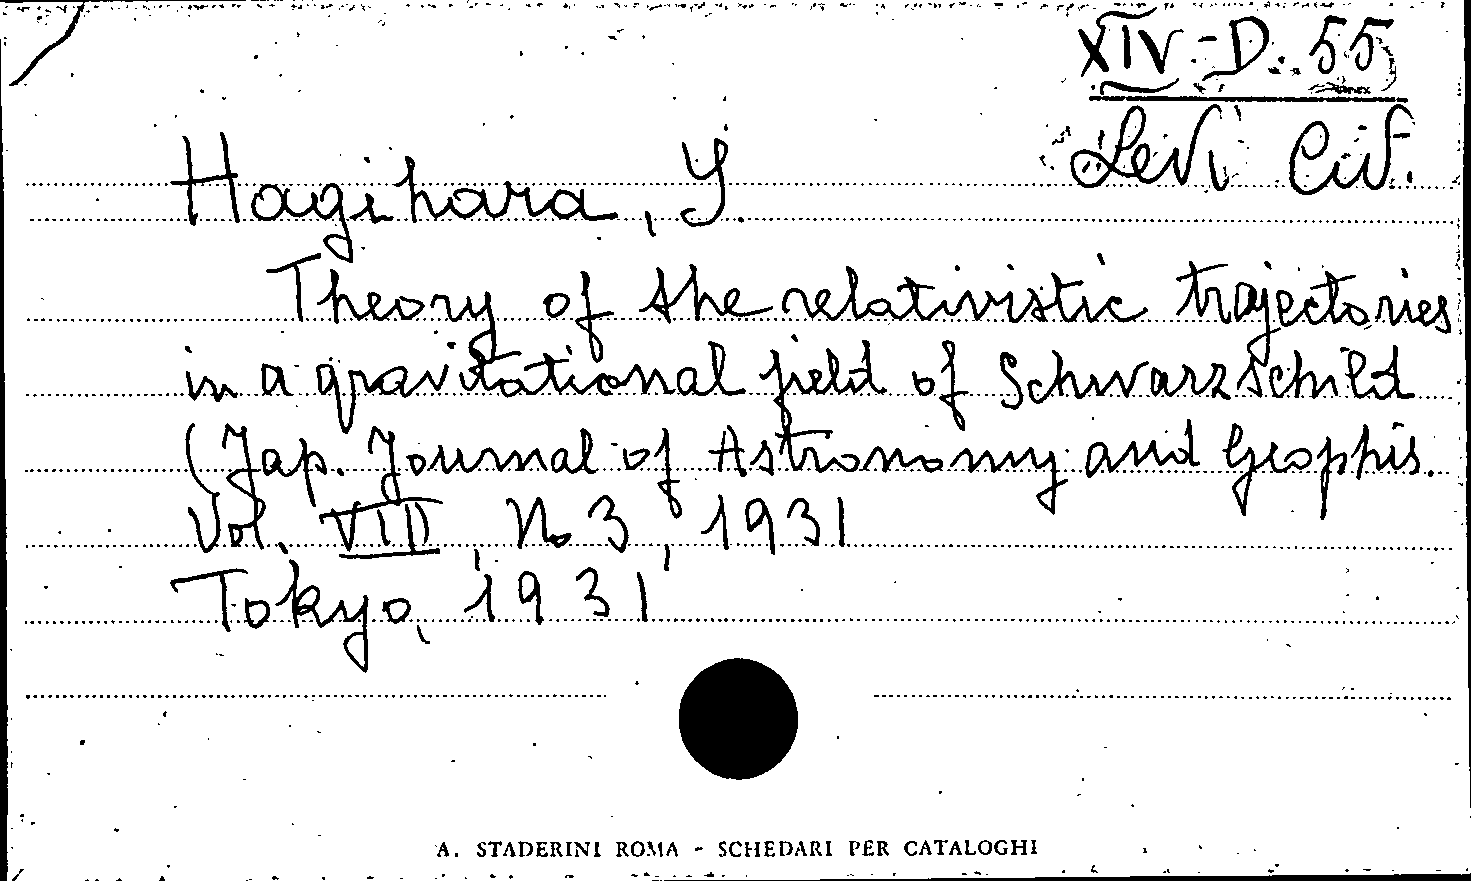 XIV-D. 55
Levi Civ.
Hagihara, Y.
Theory of the relativistic trajectories
in a gravitational field of Schwarzschild
(Jap. Journal of Astronomy and Geophis.
Vol. VIII, No 3, 1931
Tokyo, 1931
A. STADERINI ROMA - SCHEDARI PER CATALOGHI